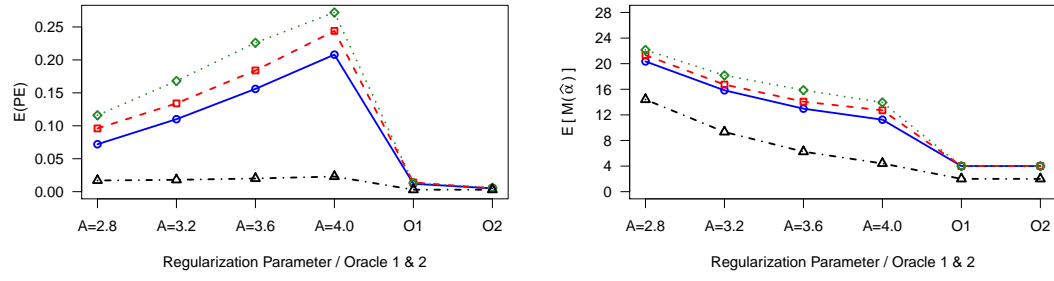 E(PE)
0.25
0.20
0.15
0.10
0.05
0.00
A=2.8 A=3.2 A=3.6 A=4.0 O1 O2
Regularization Parameter / Oracle 1 & 2
E [ M(α̂) ]
28
24
20
16
12
8
4
0
A=2.8 A=3.2 A=3.6 A=4.0 O1 O2
Regularization Parameter / Oracle 1 & 2